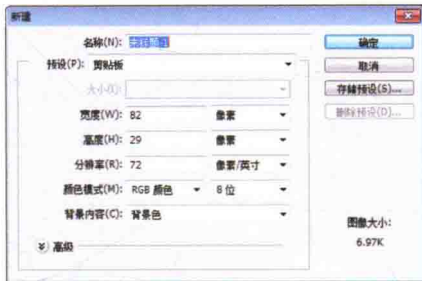 新建
名称(N): 未标题-1
确定
预设(P): 剪贴板
取消
大小(I):
存储预设(S)...
宽度(W): 82 像素
删除预设(D)...
高度(H): 29 像素
分辨率(R): 72 像素/英寸
颜色模式(M): RGB 颜色 8 位
背景内容(C): 背景色
图像大小:
高级
6.97K